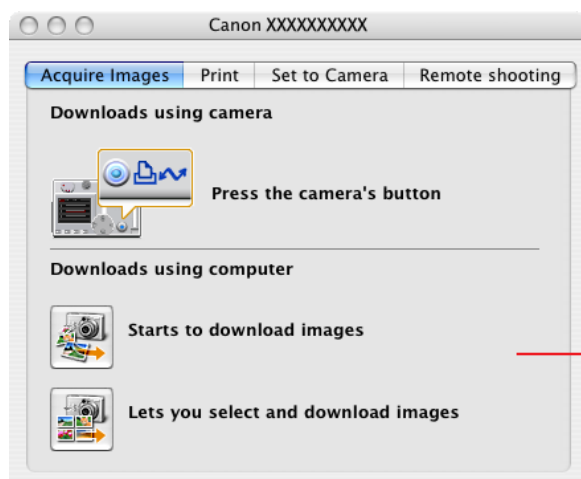 Canon XXXXXXXXXX
Acquire Images Print Set to Camera Remote shooting
Downloads using camera
Press the camera's button
Downloads using computer
Starts to download images
Lets you select and download images